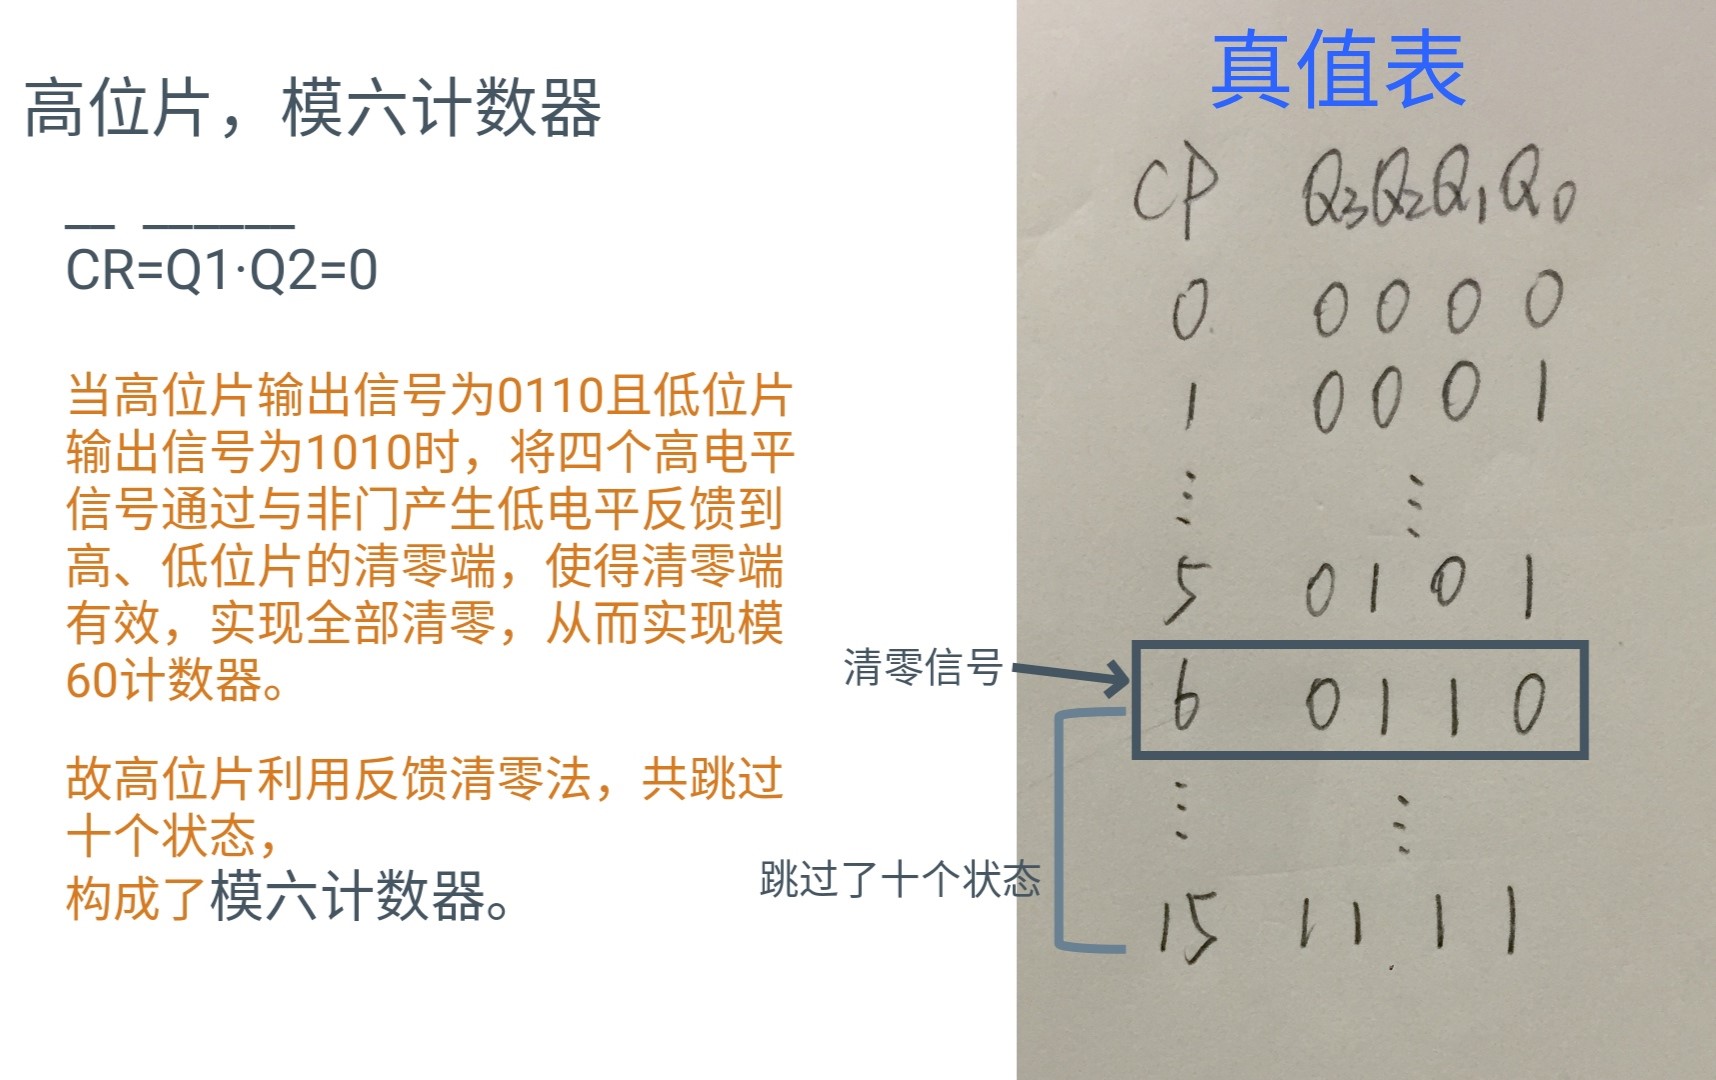 高位片，模六计数器
__ ______
CR=Q1·Q2=0
当高位片输出信号为0110且低位片
输出信号为1010时，将四个高电平
信号通过与非门产生低电平反馈到
高、低位片的清零端，使得清零端
有效，实现全部清零，从而实现模
60计数器。
故高位片利用反馈清零法，共跳过
十个状态，
构成了模六计数器。
真值表
CP Q3Q2Q1Q0
0 0 0 0 0
1 0 0 0 1
⋮ ⋮
5 0 1 0 1
清零信号
6 0 1 1 0
⋮ ⋮
跳过了十个状态
15 1 1 1 1